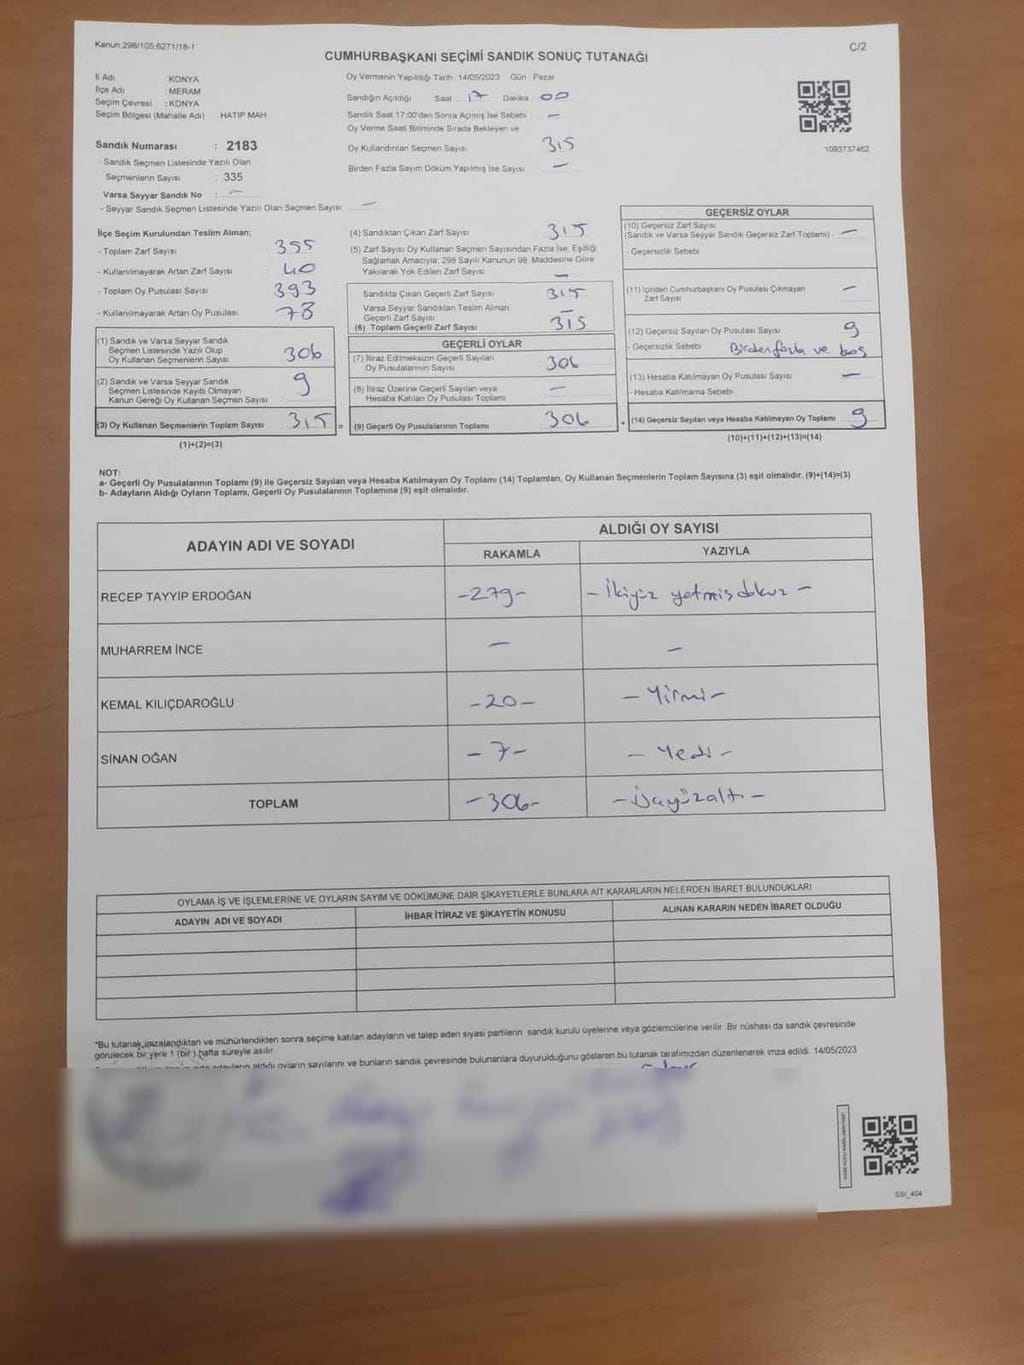 Kanun:298/105;6271/18-1
C/2
CUMHURBAŞKANI SEÇİMİ SANDIK SONUÇ TUTANAĞI
İl Adı : KONYA
İlçe Adı : MERAM
Seçim Çevresi : KONYA
Seçim Bölgesi (Mahalle Adı) HATIP MAH
Sandık Numarası : 2183
- Sandık Seçmen Listesinde Yazılı Olan
Seçmenlerin Sayısı : 335
Varsa Seyyar Sandık No : —
- Seyyar Sandık Seçmen Listesinde Yazılı Olan Seçmen Sayısı —
Oy Vermenin Yapıldığı Tarih 14/05/2023 Gün : Pazar
Sandığın Açıldığı Saat : 17 Dakika : 00
Sandık Saat 17:00'den Sonra Açımış İse Sebebi : —
Oy Verme Saati Bitiminde Sırada Bekleyen ve
Oy Kullandırılan Seçmen Sayısı 315
Birden Fazla Sayım Döküm Yapılmış İse Sayısı —
1093737462
İlçe Seçim Kurulundan Teslim Alınan;
- Toplam Zarf Sayısı 355
- Kullanılmayarak Artan Zarf Sayısı 40
- Toplam Oy Pusulası Sayısı 393
- Kullanılmayarak Artan Oy Pusulası 78
(1) Sandık ve Varsa Seyyar Sandık
Seçmen Listesinde Yazılı Olup
Oy Kullanan Seçmenlerin Sayısı 306
(2) Sandık ve Varsa Seyyar Sandık
Seçmen Listesinde Kayıtlı Olmayan
Kanun Gereği Oy Kullanan Seçmen Sayısı 9
(3) Oy Kullanan Seçmenlerin Toplam Sayısı 315 =
(1)+(2)=(3)
(4) Sandıktan Çıkan Zarf Sayısı 315
(5) Zarf Sayısı Oy Kullanan Seçmen Sayısından Fazla İse, Eşitliği
Sağlamak Amacıyla; 298 Sayılı Kanunun 98. Maddesine Göre
Yakılarak Yok Edilen Zarf Sayısı —
Sandıkta Çıkan Geçerli Zarf Sayısı 315
Varsa Seyyar Sandıktan Teslim Alınan
Geçerli Zarf Sayısı —
(6) Toplam Geçerli Zarf Sayısı 315
GEÇERLİ OYLAR
(7) İtiraz Edilmeksizin Geçerli Sayılan
Oy Pusulasının Sayısı 306
(8) İtiraz Üzerine Geçerli Sayılan veya
Hesaba Katılan Oy Pusulası Toplamı —
(9) Geçerli Oy Pusulalarının Toplamı 306 +
GEÇERSİZ OYLAR
(10) Geçersiz Zarf Sayısı
(Sandık ve Varsa Seyyar Sandık Geçersiz Zarf Toplamı) —
- Geçersizlik Sebebi
(11) İçinden Cumhurbaşkanı Oy Pusulası Çıkmayan
Zarf Sayısı —
(12) Geçersiz Sayılan Oy Pusulası Sayısı 9
- Geçersizlik Sebebi Birden fazla ve boş
(13) Hesaba Katılmayan Oy Pusulası Sayısı —
- Hesaba Katılmama Sebebi
(14) Geçersiz Sayılan veya Hesaba Katılmayan Oy Toplamı 9
(10)+(11)+(12)+(13)=(14)
NOT:
a- Geçerli Oy Pusulalarının Toplamı (9) ile Geçersiz Sayılan veya Hesaba Katılmayan Oy Toplamı (14) Toplamları, Oy Kullanan Seçmenlerin Toplam Sayısına (3) eşit olmalıdır. (9)+(14)=(3)
b- Adayların Aldığı Oyların Toplamı, Geçerli Oy Pusulalarının Toplamına (9) eşit olmalıdır.
ADAYIN ADI VE SOYADI
ALDIĞI OY SAYISI
RAKAMLA YAZIYLA
RECEP TAYYİP ERDOĞAN -279- - İkiyüz yetmiş dokuz -
MUHARREM İNCE — —
KEMAL KILIÇDAROĞLU -20- - Yirmi -
SİNAN OĞAN -7- - Yedi -
TOPLAM -306- - Üçyüzaltı -
OYLAMA İŞ VE İŞLEMLERİNE VE OYLARIN SAYIM VE DÖKÜMÜNE DAİR ŞİKAYETLERLE BUNLARA AİT KARARLARIN NELERDEN İBARET BULUNDUKLARI
ADAYIN ADI VE SOYADI İHBAR İTİRAZ VE ŞİKAYETİN KONUSU ALINAN KARARIN NEDEN İBARET OLDUĞU
"Bu tutanak,imzalandıktan ve mühürlendikten sonra seçime katılan adayların ve talep eden siyasi partilerin sandık kurulu üyelerine veya gözlemcilerine verilir. Bir nüshası da sandık çevresinde
görülecek bir yere 1 (bir) hafta süreyle asılır.
adayların aldığı oyların sayılarını ve bunların sandık çevresinde bulunanlara duyurulduğunu gösteren bu tutanak tarafımızdan düzenlenerek imza edildi. 14/05/2023
SSI_404